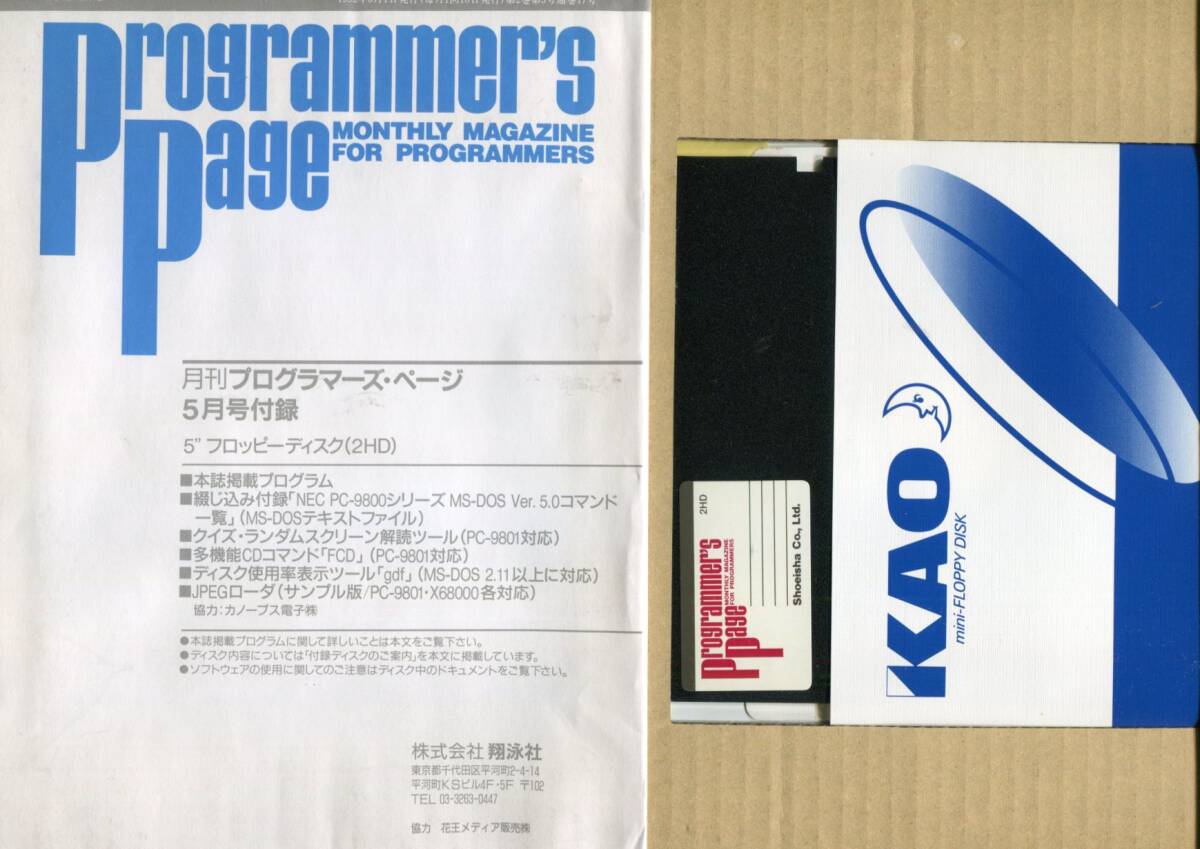 Programmer's
Page
MONTHLY MAGAZINE
FOR PROGRAMMERS
月刊プログラマーズ・ページ
5月号付録
5” フロッピーディスク(2HD)
■本誌掲載プログラム
■綴じ込み付録「NEC PC-9800シリーズ MS-DOS Ver. 5.0コマンド
一覧」(MS-DOSテキストファイル)
■クイズ・ランダムスクリーン解読ツール(PC-9801対応)
■多機能CDコマンド「FCD」(PC-9801対応)
■ディスク使用率表示ツール「gdf」(MS-DOS 2.11以上に対応)
■JPEGローダ(サンプル版/PC-9801・X68000各対応)
協力:カノープス電子㈱
●本誌掲載プログラムに関して詳しいことは本文をご覧下さい。
●ディスク内容については「付録ディスクのご案内」を本文に掲載しています。
●ソフトウェアの使用に関してのご注意はディスク中のドキュメントをご覧下さい。
株式会社 翔泳社
東京都千代田区平河町2-4-14
平河町KSビル4F・5F 〒102
TEL 03-3263-0447
協力 花王メディア販売㈱
Programmer's
Page
MONTHLY MAGAZINE
FOR PROGRAMMERS
2HD
Shoeisha Co., Ltd.
KAO
mini-FLOPPY DISK